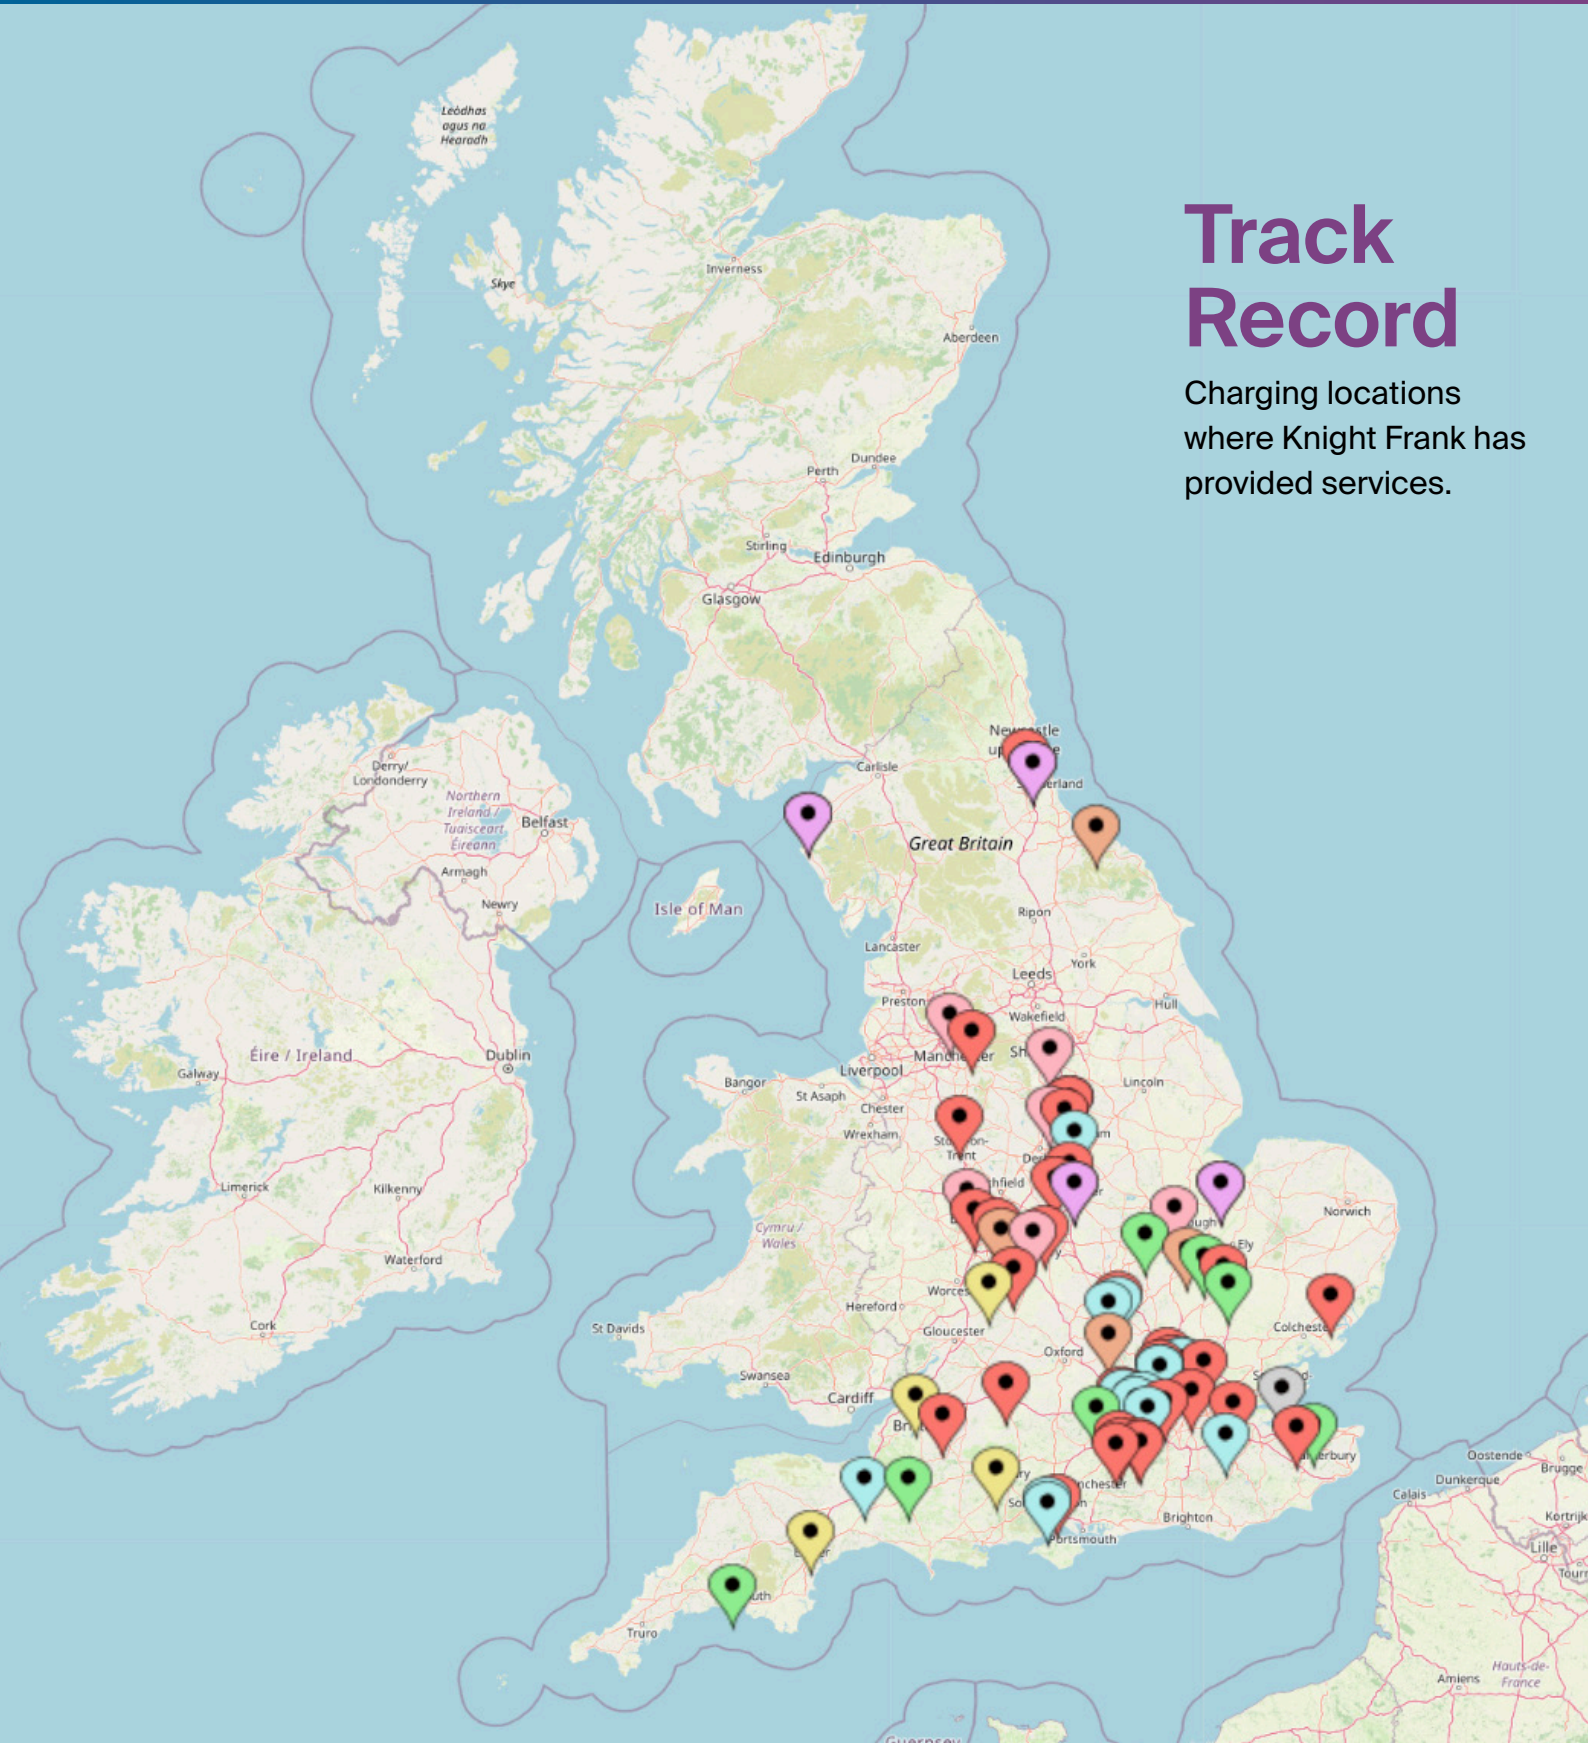 Track
Record
Charging locations
where Knight Frank has
provided services.
Leòdhas
agus na
Hearadh
Inverness
Skye
Aberdeen
Dundee
Perth
Stirling
Edinburgh
Glasgow
Derry/
Londonderry
Northern
Ireland /
Tuaisceart
Éireann
Belfast
Armagh
Newry
Carlisle
Great Britain
Isle of Man
Ripon
Lancaster
York
Leeds
Preston
Hull
Wakefield
Éire / Ireland
Dublin
Galway
Liverpool
Bangor
St Asaph
Lincoln
Chester
Wrexham
Trent
Limerick
Kilkenny
Norwich
Cymru /
Wales
Waterford
Ely
Hereford
Cork
St Davids
Gloucester
Oxford
Swansea
Cardiff
Oostende
Brugge
Dunkerque
Calais
Brighton
Portsmouth
Lille
Truro
Amiens
Hauts-de-
France